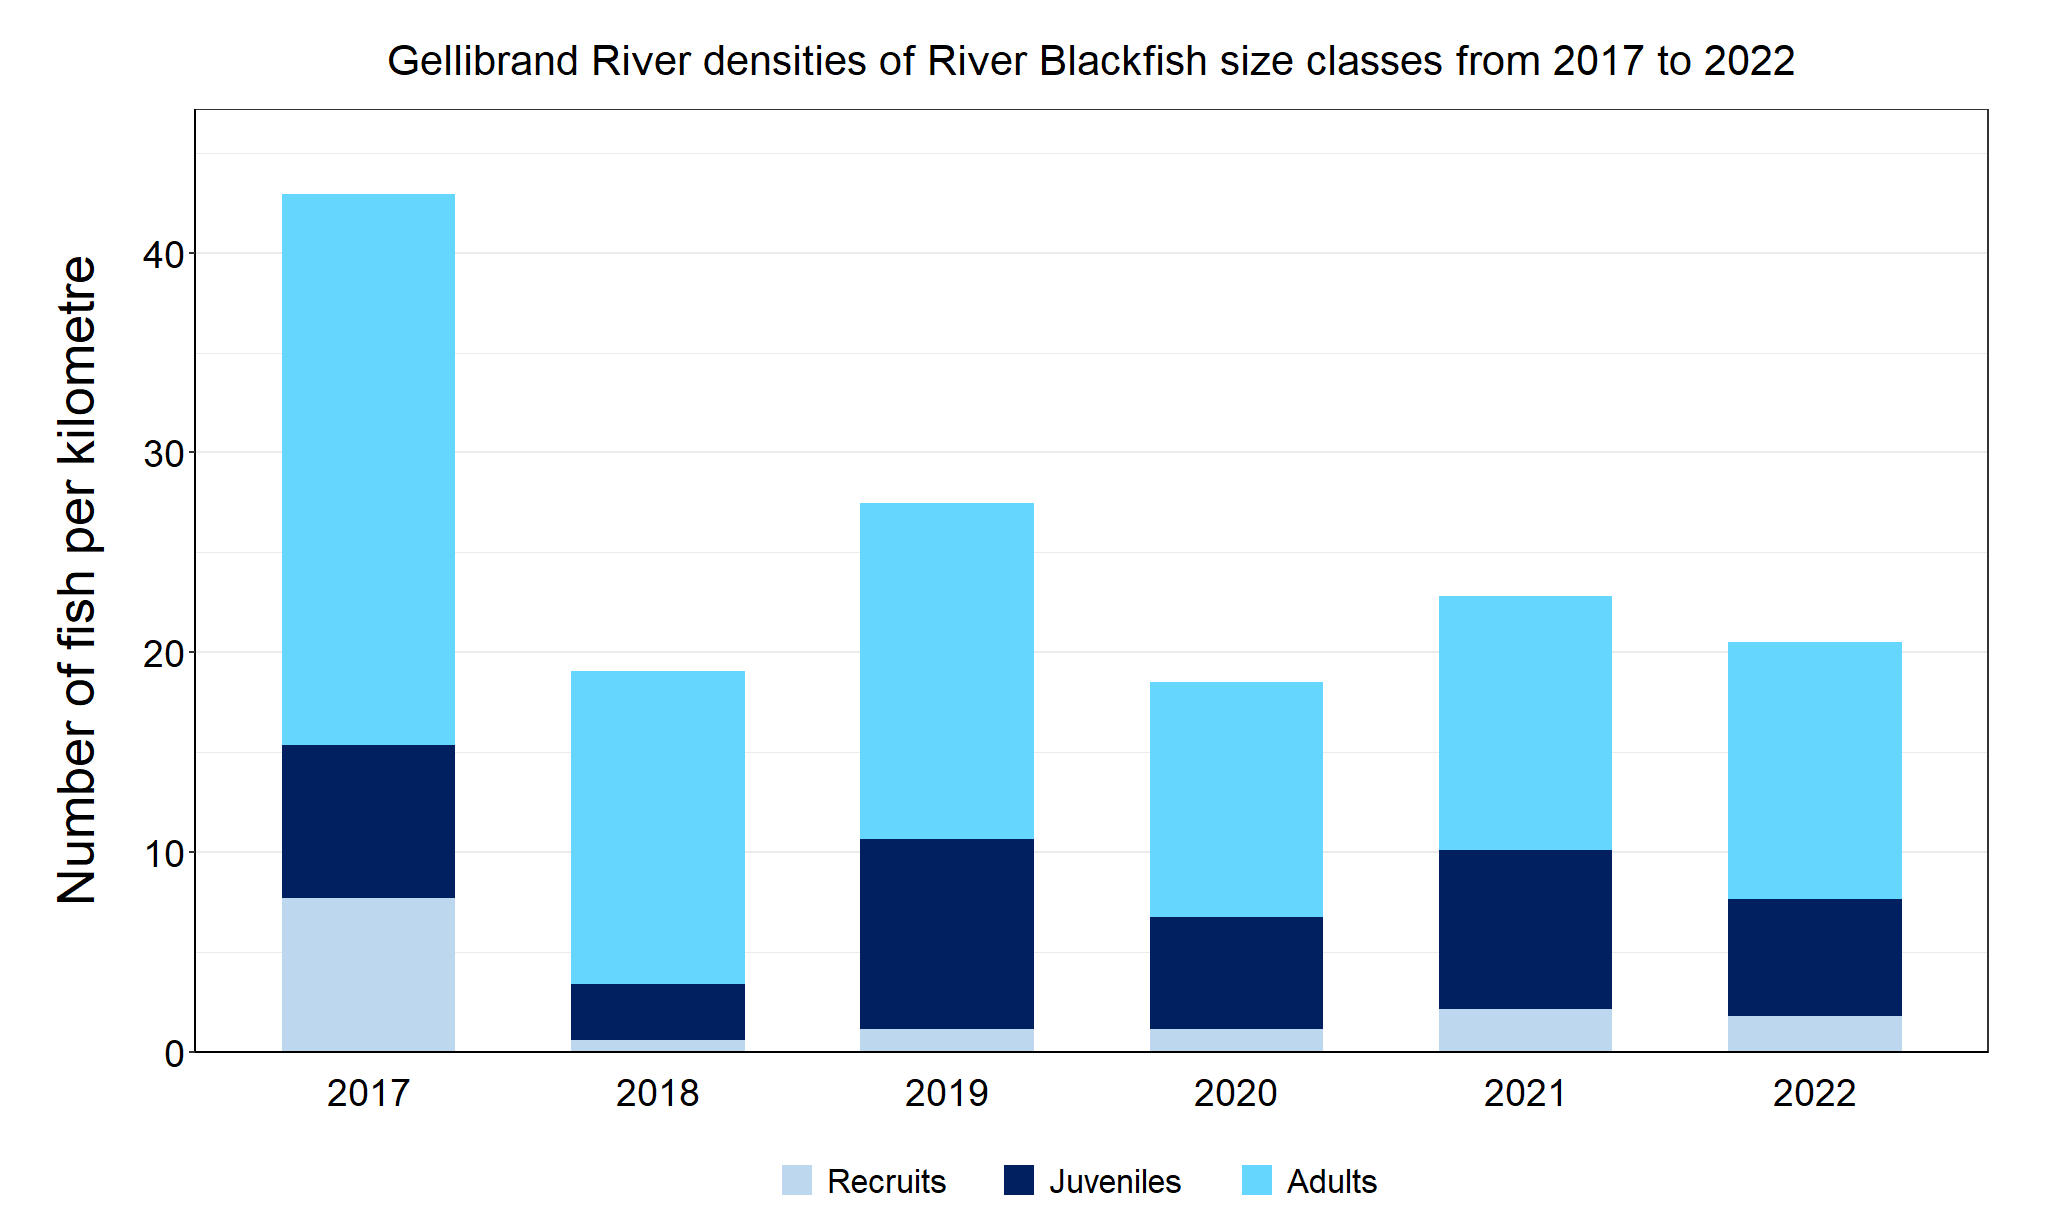 Gellibrand River densities of River Blackfish size classes from 2017 to 2022
Number of fish per kilometre
40
30
20
10
0
2017 2018 2019 2020 2021 2022
Recruits Juveniles Adults